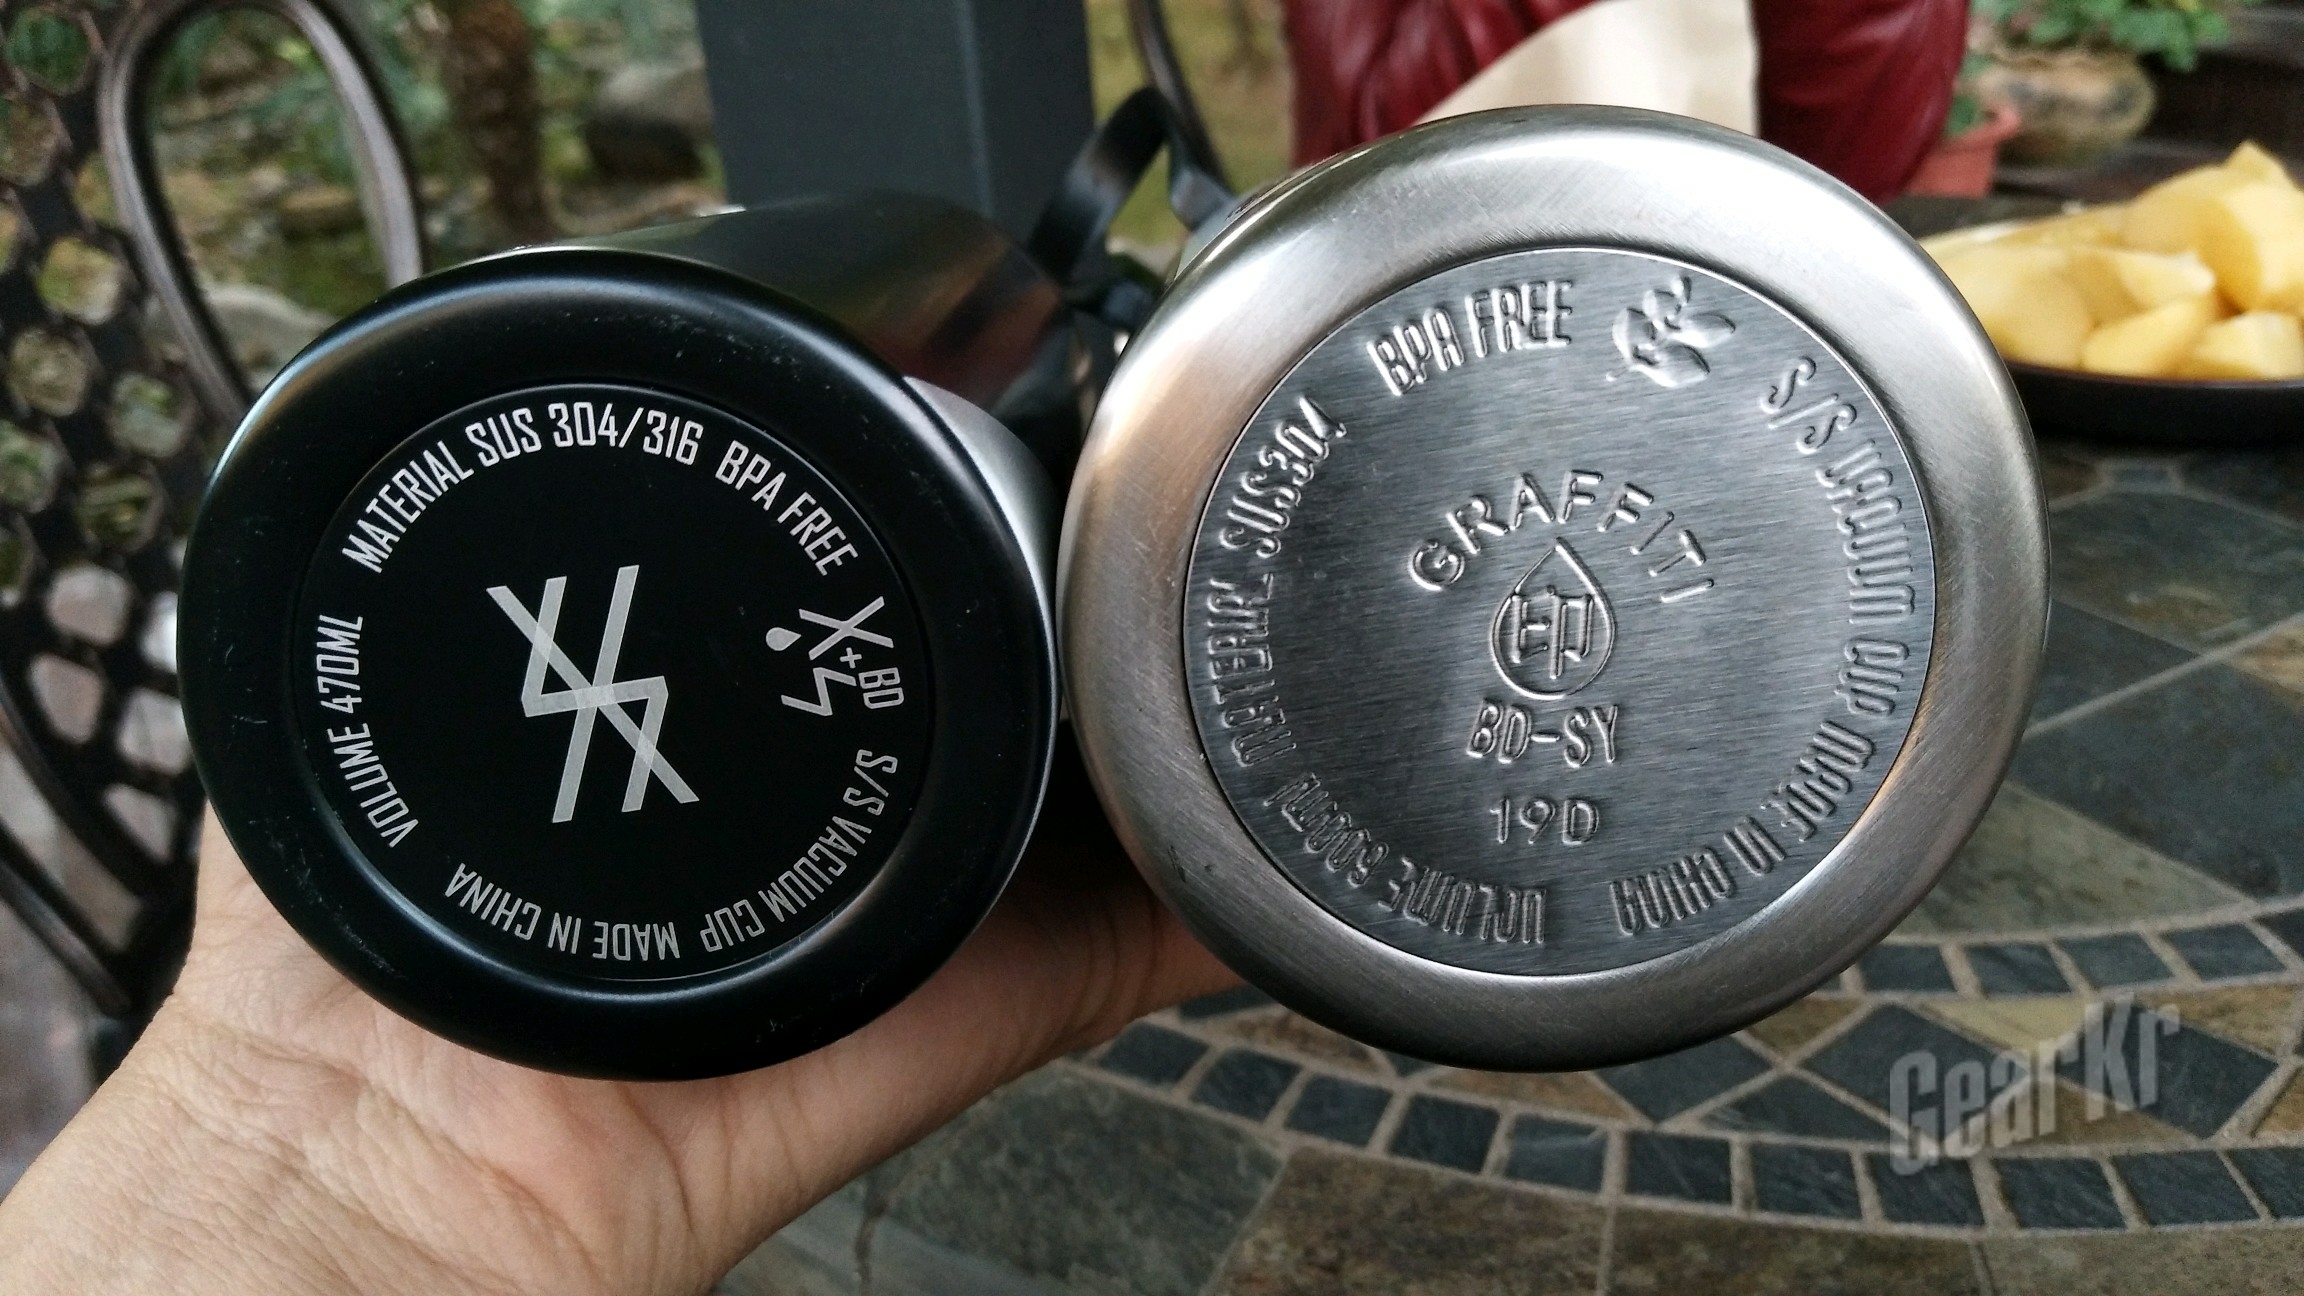 VOLUME 470ML
MATERIAL SUS 304/316
BPA FREE
X+BD
S/S VACUUM CUP
MADE IN CHINA
VOLUME 600ml
MATERIAL SUS304
BPA FREE
S/S VACUUM CUP
MADE IN CHINA
GRAFFITI
BD-SY
19D
GearKr